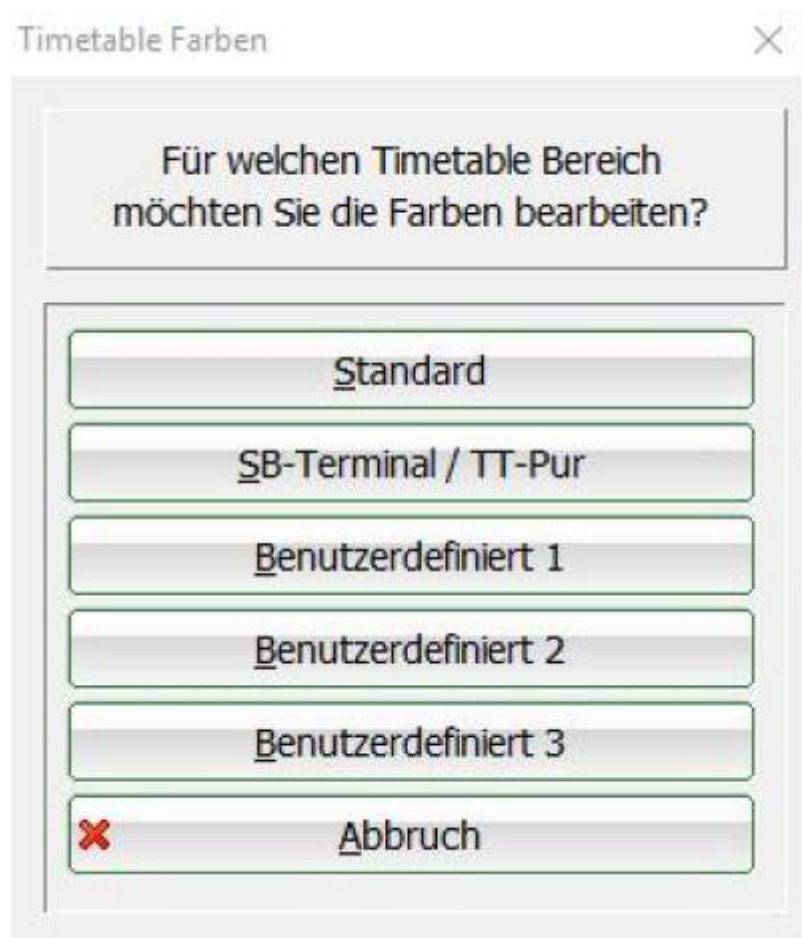 Timetable Farben
Für welchen Timetable Bereich
möchten Sie die Farben bearbeiten?
Standard
SB-Terminal / TT-Pur
Benutzerdefiniert 1
Benutzerdefiniert 2
Benutzerdefiniert 3
Abbruch